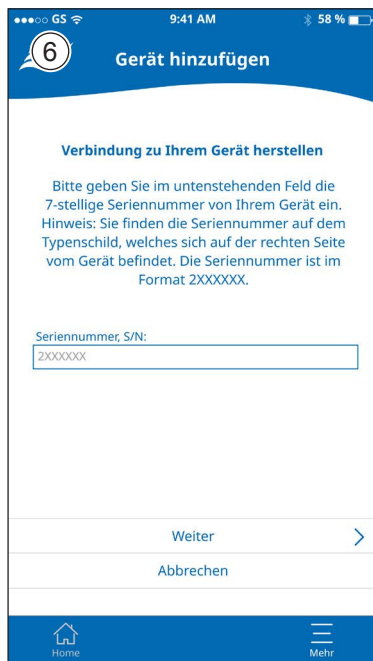 GS 9:41 AM 58 %
6
Gerät hinzufügen
Verbindung zu Ihrem Gerät herstellen
Bitte geben Sie im untenstehenden Feld die
7-stellige Seriennummer von Ihrem Gerät ein.
Hinweis: Sie finden die Seriennummer auf dem
Typenschild, welches sich auf der rechten Seite
vom Gerät befindet. Die Seriennummer ist im
Format 2XXXXXX.
Seriennummer, S/N:
2XXXXXX
Weiter
Abbrechen
Home Mehr